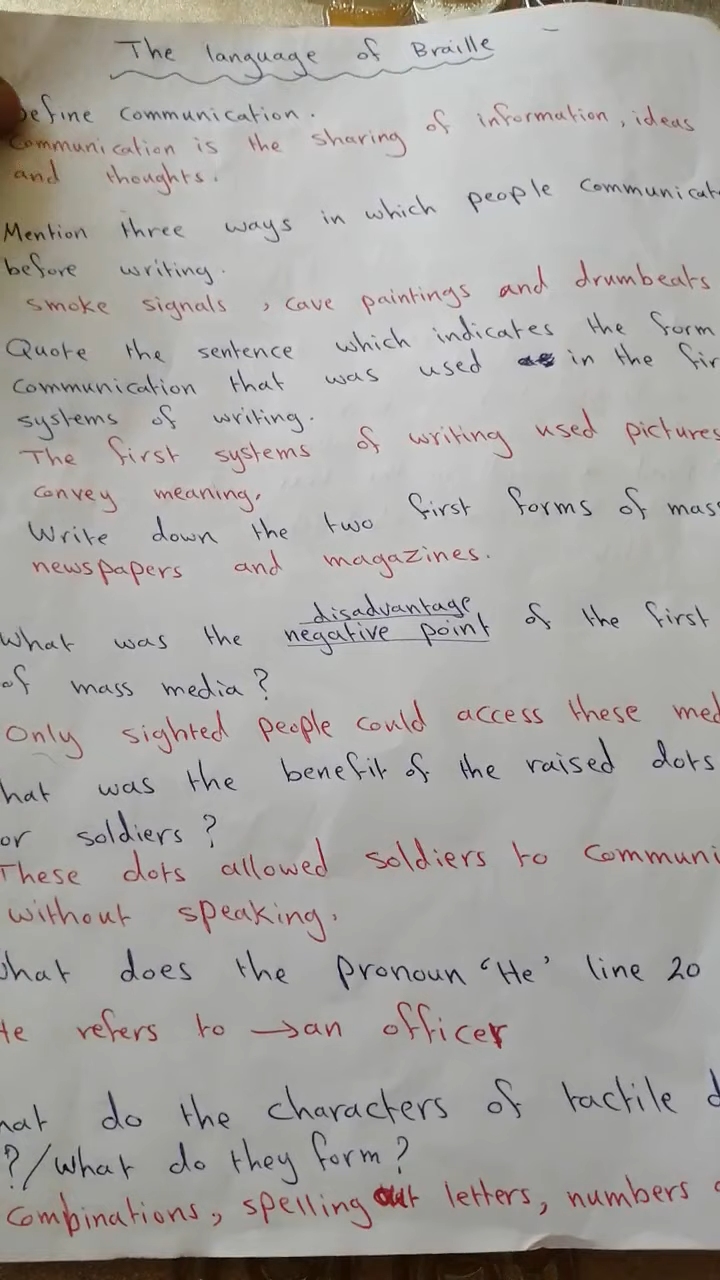 The language of Braille
Define Communication.
Communication is the sharing of information, ideas
and thoughts.
Mention three ways in which people communicat
before writing.
smoke signals, cave paintings and drumbeats
Quote the sentence which indicates the form
communication that was used in the fir
systems of writing.
The first systems of writing used pictures
convey meaning.
Write down the two first forms of mas
newspapers and magazines.
disadvantage
What was the negative point of the first
of mass media?
Only sighted people could access these med
hat was the benefit of the raised dots
or soldiers?
These dots allowed soldiers to communi
without speaking.
hat does the pronoun 'He' line 20
He refers to → an officer
hat do the characters of tactile d
?/What do they form?
Combinations, spelling out letters, numbers